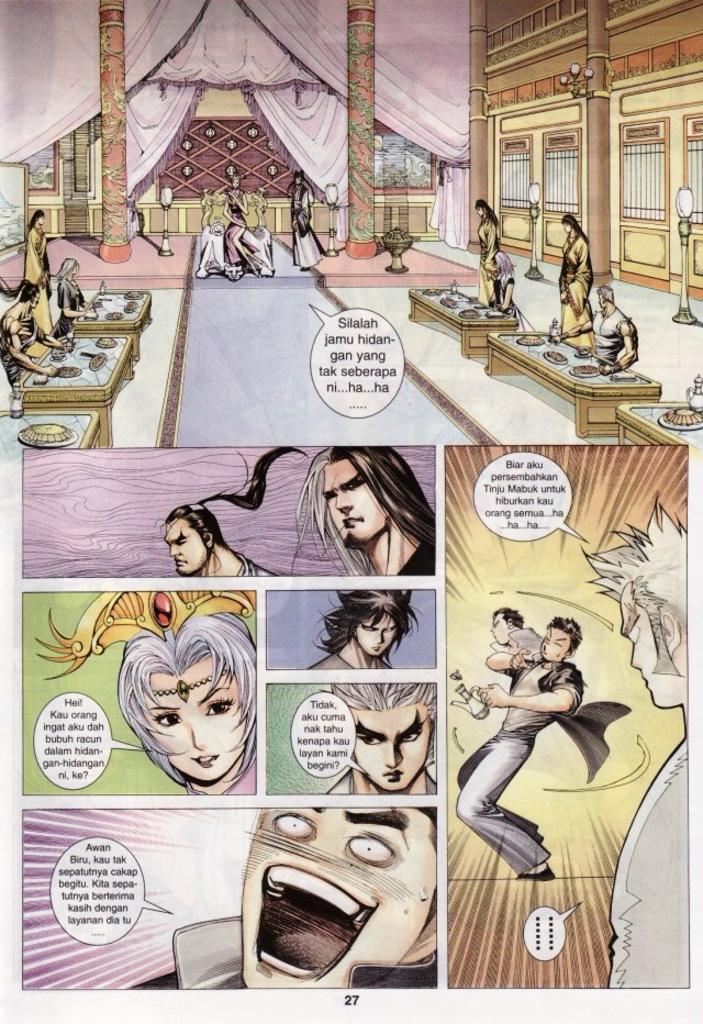 Silalah
jamu hidan-
gan yang
tak seberapa
ni...ha...ha
.....
Hei!
Kau orang
ingat aku dah
bubuh racun
dalam hidan-
gan-hidangan
ni, ke?
Tidak,
aku cuma
nak tahu
kenapa kau
layan kami
begini?
Awan
Biru, kau tak
sepatutnya cakap
begitu. Kita sepa-
tutnya berterima
kasih dengan
layanan dia tu
.....
Biar aku
persembahkan
Tinju Mabuk untuk
hiburkan kau
orang semua...ha
...ha...ha....
27